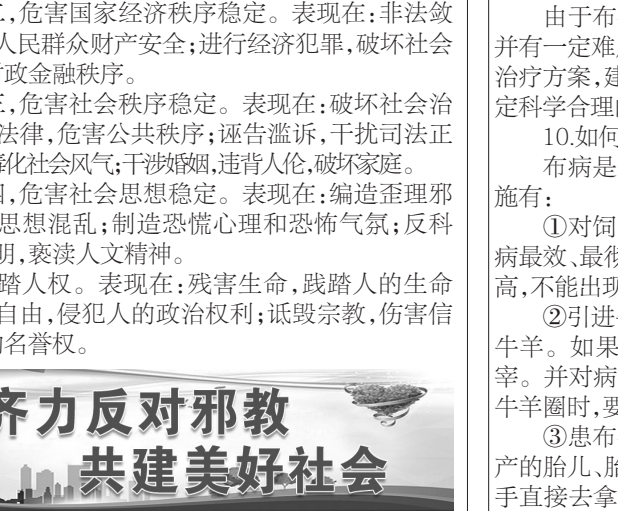 ,危害国家经济秩序稳定。表现在:非法敛
人民群众财产安全;进行经济犯罪,破坏社会
政金融秩序。
,危害社会秩序稳定。表现在:破坏社会治
法律,危害公共秩序;诬告滥诉,干扰司法正
化社会风气;干涉婚姻,违背人伦,破坏家庭。
,危害社会思想稳定。表现在:编造歪理邪
思想混乱;制造恐慌心理和恐怖气氛;反科
明,亵渎人文精神。
踏人权。表现在:残害生命,践踏人的生命
自由,侵犯人的政治权利;诋毁宗教,伤害信
名誉权。
齐力反对邪教
共建美好社会
由于布
并有一定难
治疗方案,建
定科学合理
10.如何
布病是
施有:
①对饲
病最效、最彻
高,不能出现
②引进
牛羊。如果
宰。并对病
牛羊圈时,要
③患布
产的胎儿、胎
手直接去拿